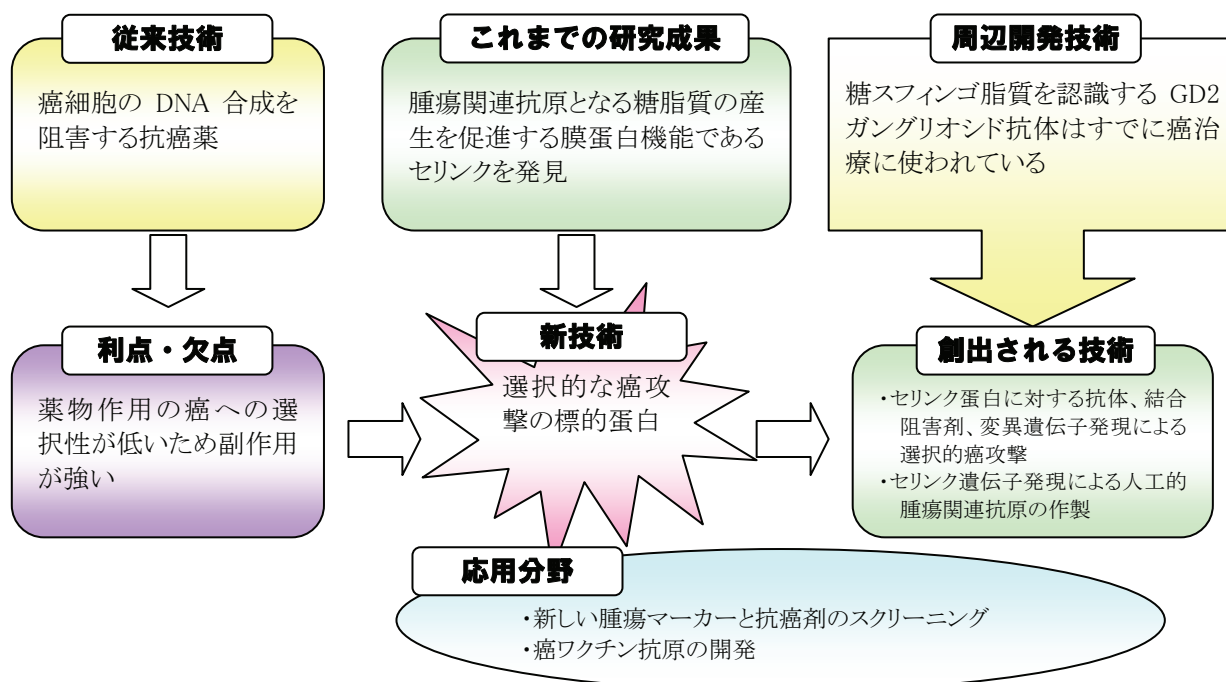 従来技術
癌細胞の DNA 合成を
阻害する抗癌薬
これまでの研究成果
腫瘍関連抗原となる糖脂質の産
生を促進する膜蛋白機能である
セリンクを発見
周辺開発技術
糖スフィンゴ脂質を認識する GD2
ガングリオシド抗体はすでに癌治
療に使われている
利点・欠点
薬物作用の癌への選
択性が低いため副作用
が強い
新技術
選択的な癌攻
撃の標的蛋白
創出される技術
・セリンク蛋白に対する抗体、結合
阻害剤、変異遺伝子発現による
選択的癌攻撃
・セリンク遺伝子発現による人工的
腫瘍関連抗原の作製
応用分野
・新しい腫瘍マーカーと抗癌剤のスクリーニング
・癌ワクチン抗原の開発